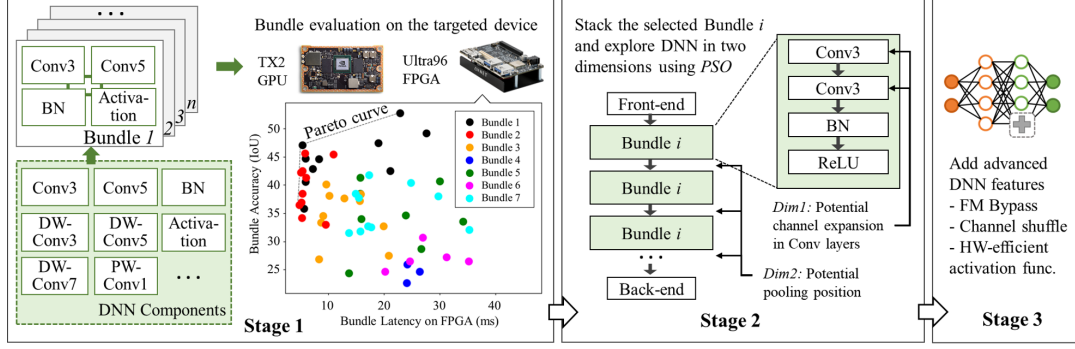 Conv3
Conv5
BN
Activa-
tion
Bundle 1
2
3
n
Conv3
Conv5
BN
DW-
Conv3
DW-
Conv5
Activa-
tion
DW-
Conv7
PW-
Conv1
...
DNN Components
Bundle evaluation on the targeted device
TX2
GPU
Ultra96
FPGA
Pareto curve
Bundle 1
Bundle 2
Bundle 3
Bundle 4
Bundle 5
Bundle 6
Bundle 7
Bundle Accuracy (IoU)
50
45
40
35
30
25
0
10
20
30
40
Bundle Latency on FPGA (ms)
Stage 1
Stack the selected Bundle i
and explore DNN in two
dimensions using PSO
Front-end
Bundle i
Bundle i
Bundle i
...
Back-end
Conv3
Conv3
BN
ReLU
Dim1: Potential
channel expansion
in Conv layers
Dim2: Potential
pooling position
Stage 2
Add advanced
DNN features
- FM Bypass
- Channel shuffle
- HW-efficient
activation func.
Stage 3